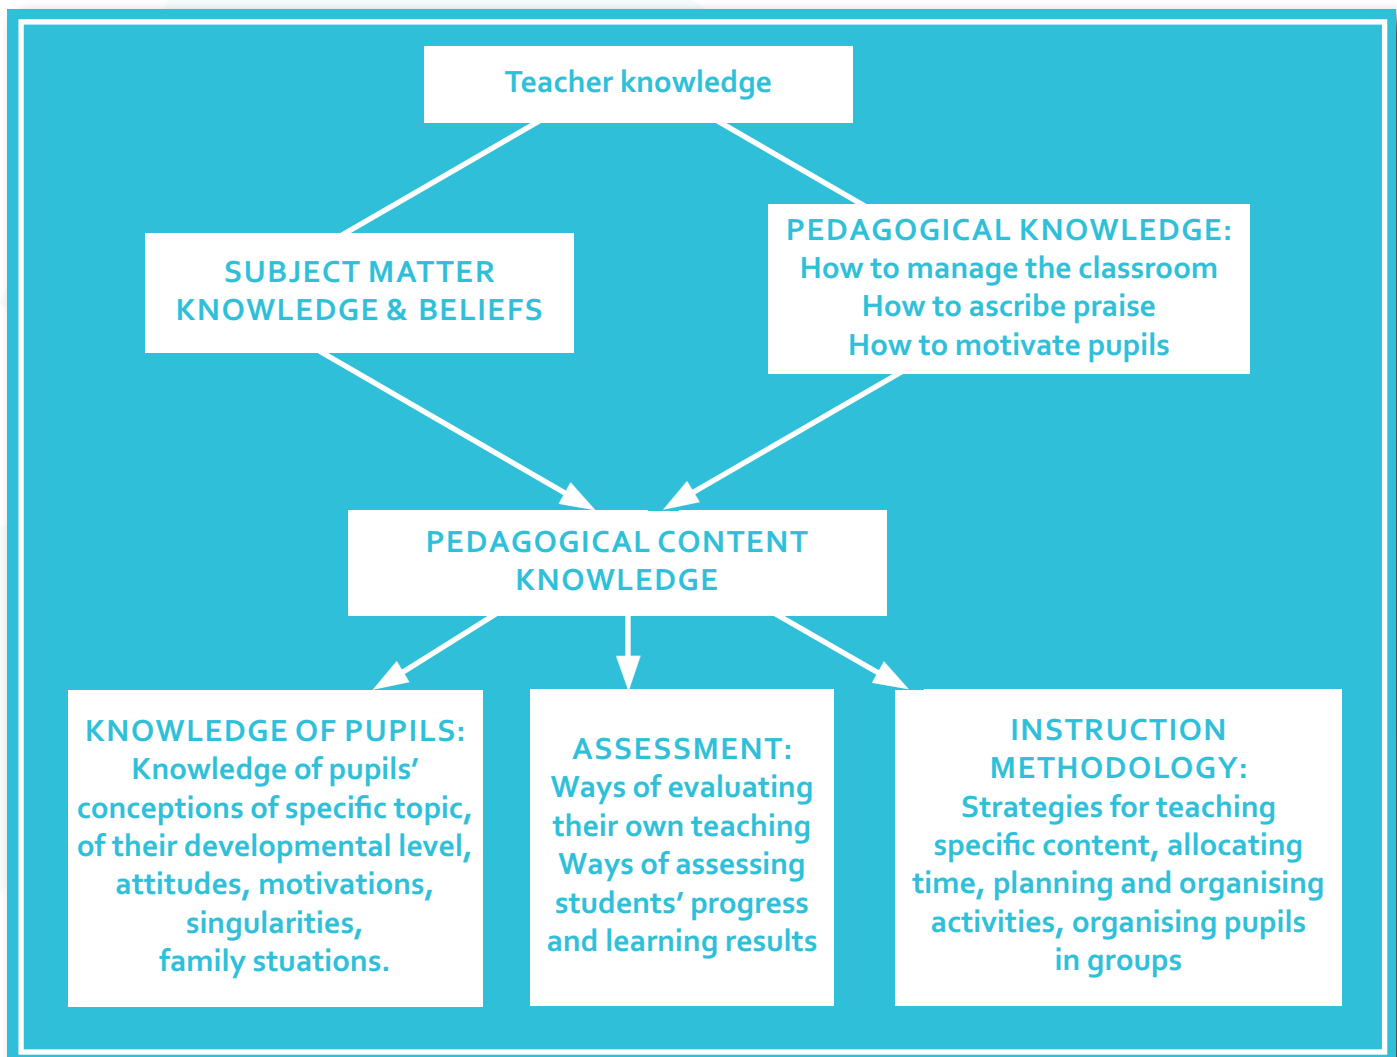 Teacher knowledge
SUBJECT MATTER
KNOWLEDGE & BELIEFS
PEDAGOGICAL KNOWLEDGE:
How to manage the classroom
How to ascribe praise
How to motivate pupils
PEDAGOGICAL CONTENT
KNOWLEDGE
KNOWLEDGE OF PUPILS:
Knowledge of pupils’
conceptions of specific topic,
of their developmental level,
attitudes, motivations,
singularities,
family stuations.
ASSESSMENT:
Ways of evaluating
their own teaching
Ways of assessing
students’ progress
and learning results
INSTRUCTION
METHODOLOGY:
Strategies for teaching
specific content, allocating
time, planning and organising
activities, organising pupils
in groups